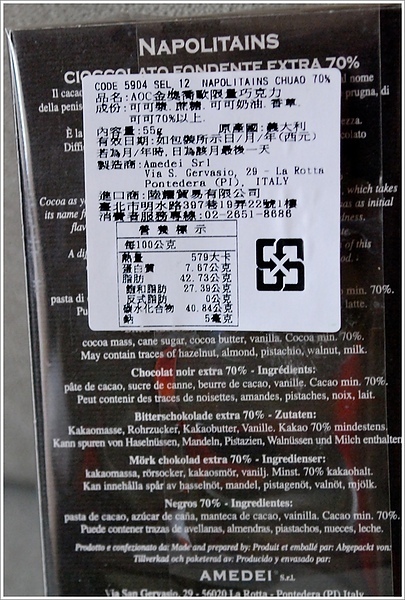 NAPOLITAINS
CIOCCOLATO FONDENTE EXTRA 70%
CODE 5904 SEL 12 NAPOLITAINS CHUAO 70%
品名:AOC金獎喬歐限量巧克力
成份:可可漿.蔗糖.可可奶油.香草.
可可70%以上.
內容量:55g 原產國:義大利
有效日期:如包裝所示日/月/年(西元)
若為月/年時,日為該月最後一天
製造商:Amedei Srl
Via S. Gervasio, 29 - La Rotta
Pontedera (PI), ITALY
進口商:陸耀貿易有限公司
臺北市明水路397巷19弄22號1樓
消費者服務專線:02-2651-8686
營養標示
每100公克
熱量 579大卡
蛋白質 7.67公克
脂肪 42.73公克
飽和脂肪 27.39公克
反式脂肪 0公克
碳水化合物 40.84公克
鈉 5毫克
cocoa mass, cane sugar, cocoa butter, vanilla. Cocoa min. 70%.
May contain traces of hazelnut, almond, pistachio, walnut, milk.
Chocolat noir extra 70% - Ingrédients:
pâte de cacao, sucre de canne, beurre de cacao, vanille. Cacao min. 70%.
Peut contenir des traces de noisettes, amandes, pistaches, noix, lait.
Bitterschokolade extra 70% - Zutaten:
Kakaomasse, Rohrzucker, Kakaobutter, Vanille. Kakao 70% mindestens.
Kann spuren von Haselnüssen, Mandeln, Pistazien, Walnüssen und Milch enthalten
Mörk chokolad extra 70% - Ingredienser:
kakaomassa, rörsocker, kakaosmör, vanilj. Minst. 70% kakaohalt.
Kan innehålla spår av hasselnöt, mandel, pistagenöt, valnöt, mjölk.
Negros 70% - Ingredientes:
pasta de cacao, azúcar de caña, manteca de cacao, vainilla. Cacao min. 70%.
Puede contener trazas de avellanas, almendras, piastachos, nueces, leche.
Prodotto e confezionato da: Made and prepared by: Produit et emballé par: Abgepackt von:
Tillverkad och paketerad av: Producido y envasado por:
AMEDEI S.r.l.
Via San Gervasio, 29 - 56020 La Rotta - Pontedera (PI) Italy